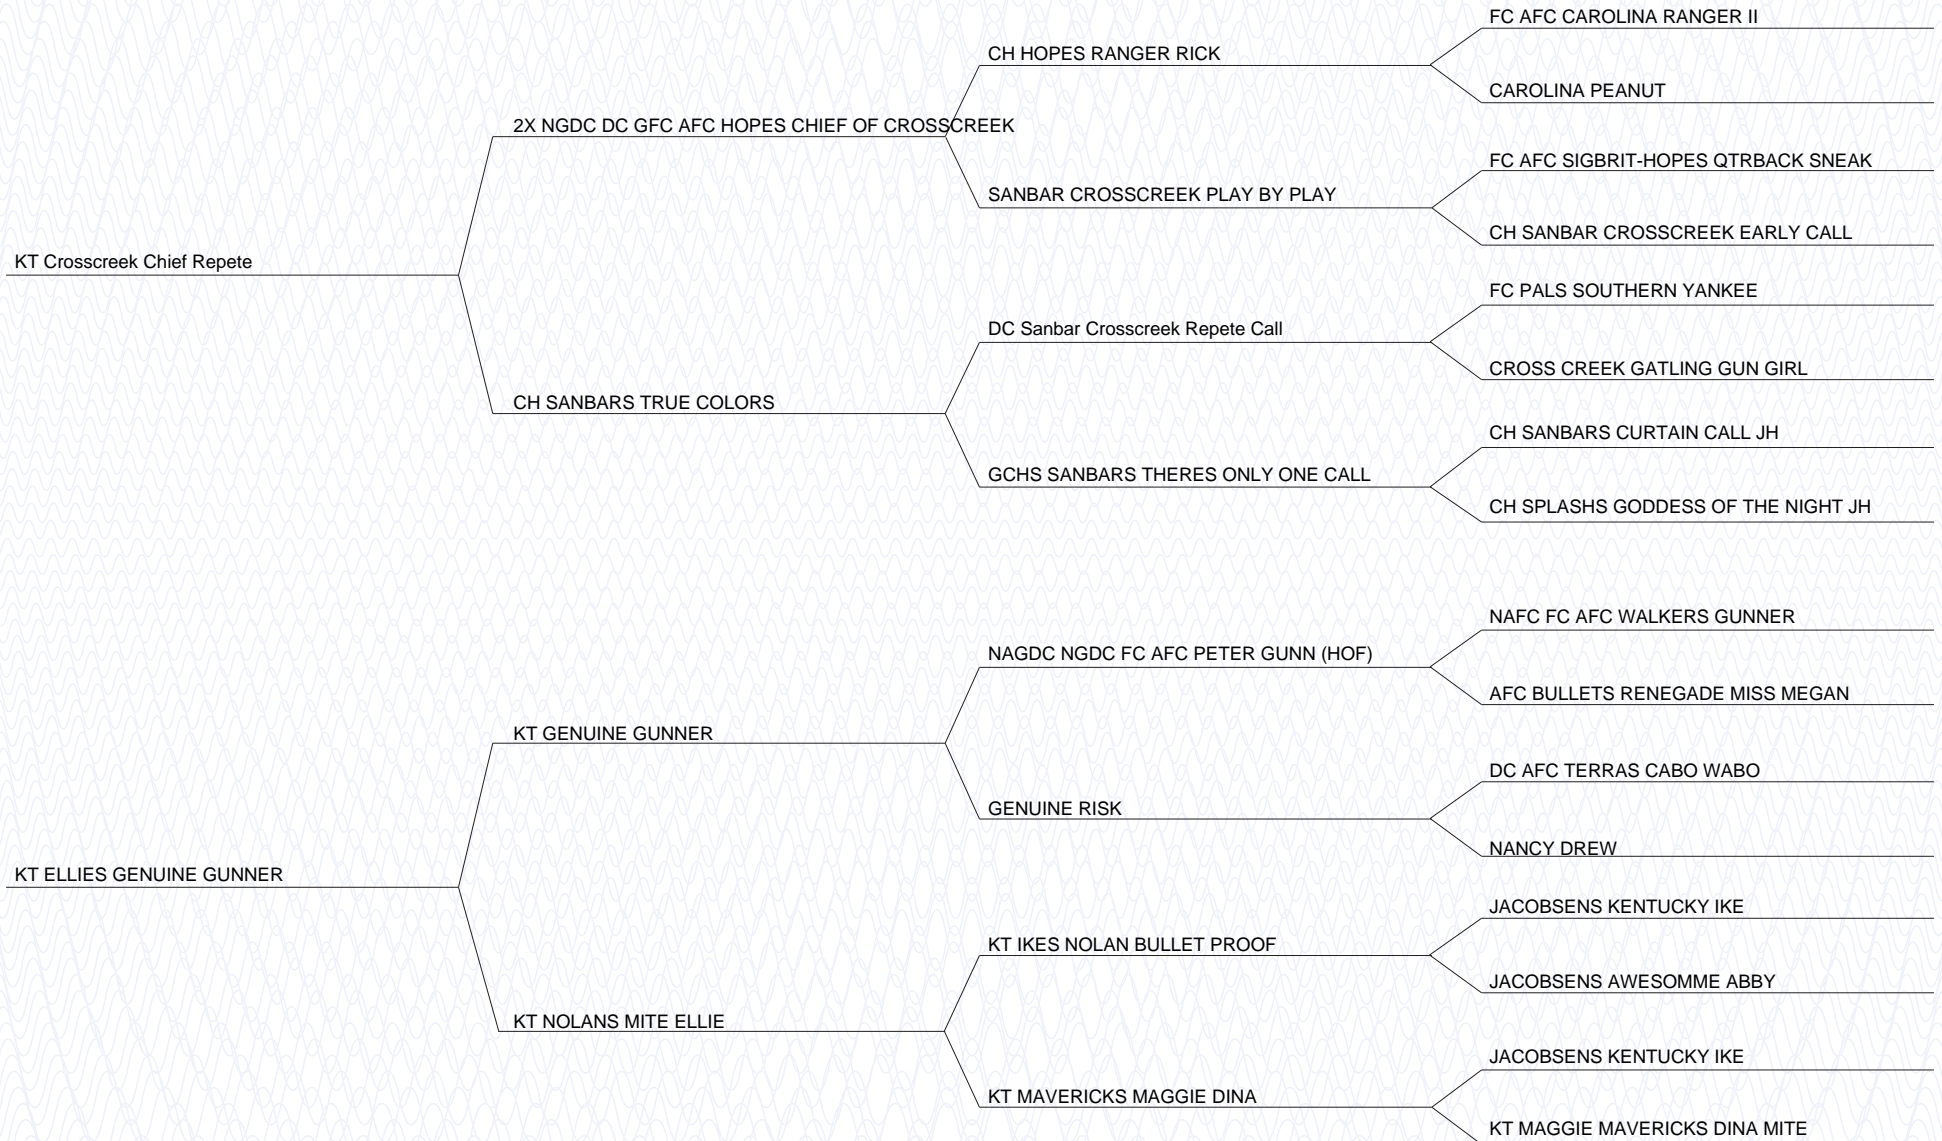 FC AFC CAROLINA RANGER II
CH HOPES RANGER RICK
CAROLINA PEANUT
2X NGDC DC GFC AFC HOPES CHIEF OF CROSSCREEK
FC AFC SIGBRIT-HOPES QTRBACK SNEAK
SANBAR CROSSCREEK PLAY BY PLAY
CH SANBAR CROSSCREEK EARLY CALL
KT Crosscreek Chief Repete
FC PALS SOUTHERN YANKEE
DC Sanbar Crosscreek Repete Call
CROSS CREEK GATLING GUN GIRL
CH SANBARS TRUE COLORS
CH SANBARS CURTAIN CALL JH
GCHS SANBARS THERES ONLY ONE CALL
CH SPLASHS GODDESS OF THE NIGHT JH
NAFC FC AFC WALKERS GUNNER
NAGDC NGDC FC AFC PETER GUNN (HOF)
AFC BULLETS RENEGADE MISS MEGAN
KT GENUINE GUNNER
DC AFC TERRAS CABO WABO
GENUINE RISK
NANCY DREW
KT ELLIES GENUINE GUNNER
JACOBSENS KENTUCKY IKE
KT IKES NOLAN BULLET PROOF
JACOBSENS AWESOMME ABBY
KT NOLANS MITE ELLIE
JACOBSENS KENTUCKY IKE
KT MAVERICKS MAGGIE DINA
KT MAGGIE MAVERICKS DINA MITE